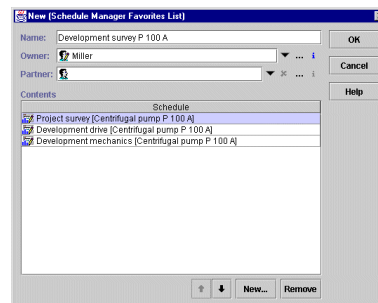 New (Schedule Manager Favorites List)
Name: Development survey P 100 A
OK
Owner: Miller ... i
Cancel
Partner: ... i
Help
Contents
Schedule
Project survey [Centrifugal pump P 100 A]
Development drive [Centrifugal pump P 100 A]
Development mechanics [Centrifugal pump P 100 A]
New... Remove